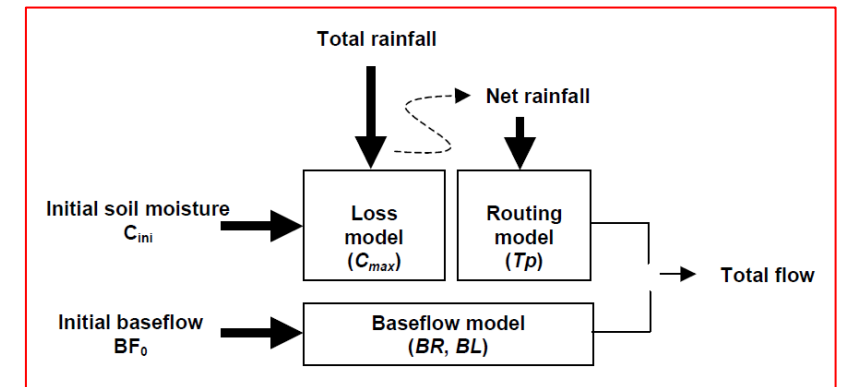 Total rainfall
Net rainfall
Initial soil moisture
Cini
Loss
model
(Cmax)
Routing
model
(Tp)
Total flow
Initial baseflow
BF0
Baseflow model
(BR, BL)